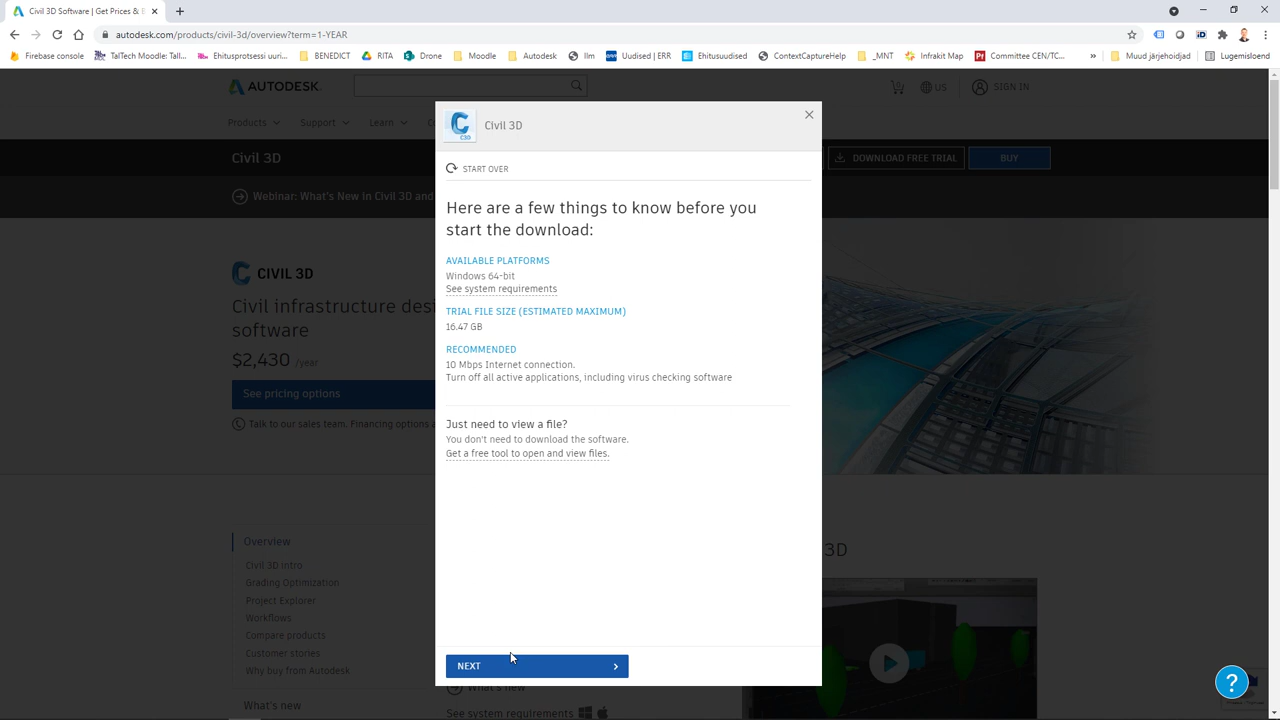 Civil 3D Software | Get Prices & B
autodesk.com/products/civil-3d/overview?term=1-YEAR
Firebase console
TalTech Moodle: Tall...
Ehitusprotsessi uuri...
BENEDICT
RITA
Drone
Moodle
Autodesk
Ilm
Uudised | ERR
Ehitusuudised
ContextCaptureHelp
_MNT
Infrakit Map
Committee CEN/TC...
»
Muud järjehoidjad
Lugemisloend
AUTODESK
US
SIGN IN
Products
Support
Learn
Civil 3D
DOWNLOAD FREE TRIAL
BUY
Webinar: What's New in Civil 3D and
CIVIL 3D
Civil infrastructure des
software
$2,430 /year
See pricing options
Talk to our sales team. Financing options a
Overview
Civil 3D intro
Grading Optimization
Project Explorer
Workflows
Compare products
Customer stories
Why buy from Autodesk
What's new
Civil 3D
C3D
START OVER
Here are a few things to know before you
start the download:
AVAILABLE PLATFORMS
Windows 64-bit
See system requirements
TRIAL FILE SIZE (ESTIMATED MAXIMUM)
16.47 GB
RECOMMENDED
10 Mbps Internet connection.
Turn off all active applications, including virus checking software
Just need to view a file?
You don't need to download the software.
Get a free tool to open and view files.
NEXT
3D
What's new
See system requirements
?